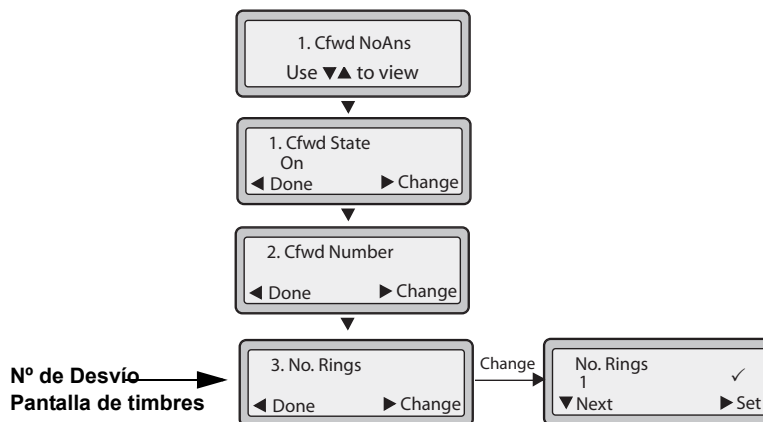 1. Cfwd NoAns
Use ▼▲ to view
▼
1. Cfwd State
On
◀ Done ▶ Change
▼
2. Cfwd Number
◀ Done ▶ Change
▼
Nº de Desvío
Pantalla de timbres
3. No. Rings
◀ Done ▶ Change
Change
No. Rings
1 ✓
▼ Next ▶ Set